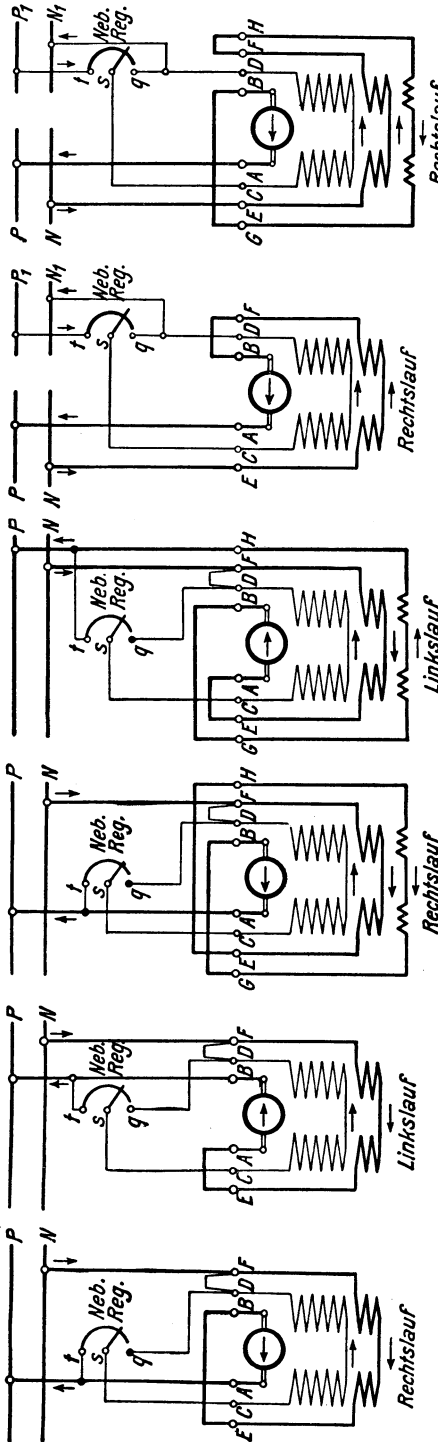 P
N
Neb.
Reg.
t
s
q
E C A B D F
Rechtslauf
P
N
Neb.
Reg.
t
s
q
E C A B D F
Linkslauf
P
N
Neb.
Reg.
t
s
q
G E C A B D F H
Rechtslauf
P
N
Neb.
Reg.
t
s
q
G E C A B D F H
Linkslauf
P P1
N N1
Neb.
Reg.
t
s
q
E C A B D F
Rechtslauf
P P1
N N1
Neb.
Reg.
t
s
q
G E C A B D F H
Rechtslauf